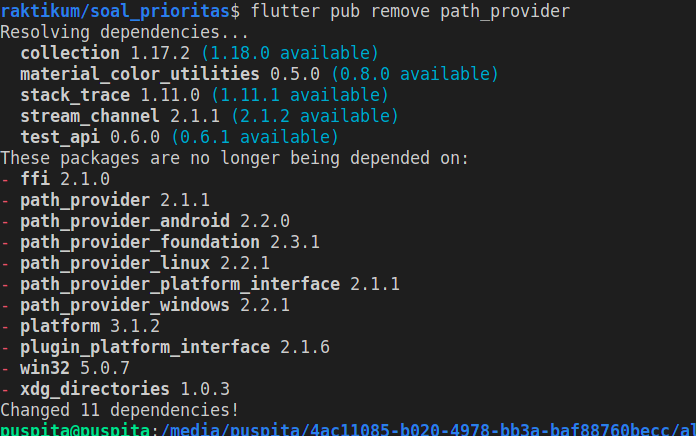 raktikum/soal_prioritas$ flutter pub remove path_provider
Resolving dependencies...
  collection 1.17.2 (1.18.0 available)
  material_color_utilities 0.5.0 (0.8.0 available)
  stack_trace 1.11.0 (1.11.1 available)
  stream_channel 2.1.1 (2.1.2 available)
  test_api 0.6.0 (0.6.1 available)
These packages are no longer being depended on:
- ffi 2.1.0
- path_provider 2.1.1
- path_provider_android 2.2.0
- path_provider_foundation 2.3.1
- path_provider_linux 2.2.1
- path_provider_platform_interface 2.1.1
- path_provider_windows 2.2.1
- platform 3.1.2
- plugin_platform_interface 2.1.6
- win32 5.0.7
- xdg_directories 1.0.3
Changed 11 dependencies!
puspita@puspita:/media/puspita/4ac11085-b020-4978-bb3a-baf88760becc/al